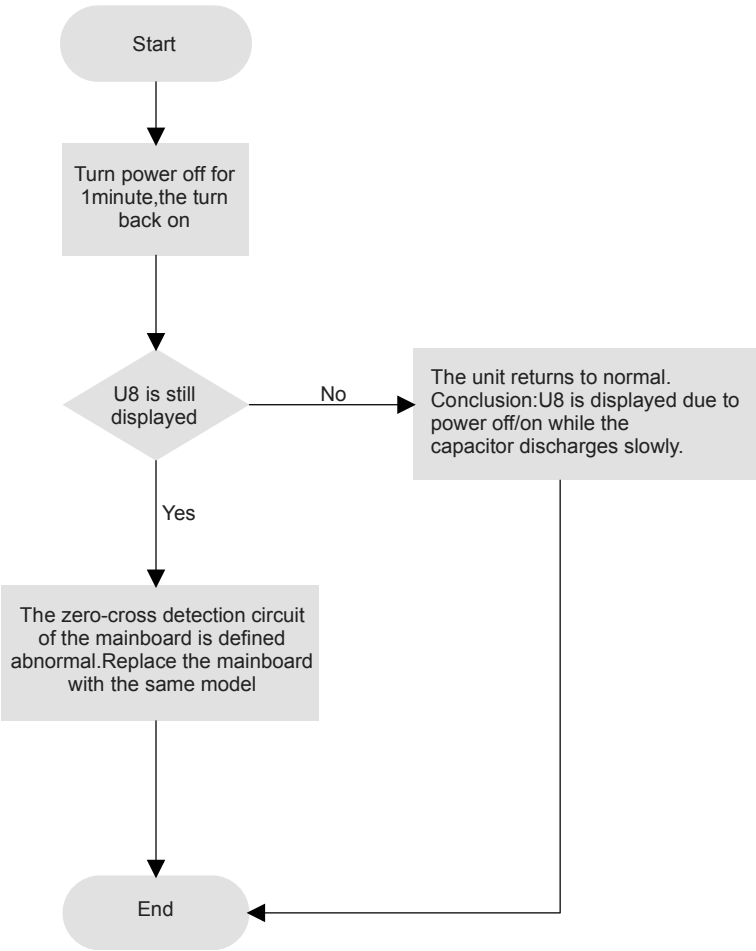 Start
Turn power off for
1minute,the turn
back on
U8 is still
displayed
No
The unit returns to normal.
Conclusion:U8 is displayed due to
power off/on while the
capacitor discharges slowly.
Yes
The zero-cross detection circuit
of the mainboard is defined
abnormal.Replace the mainboard
with the same model
End